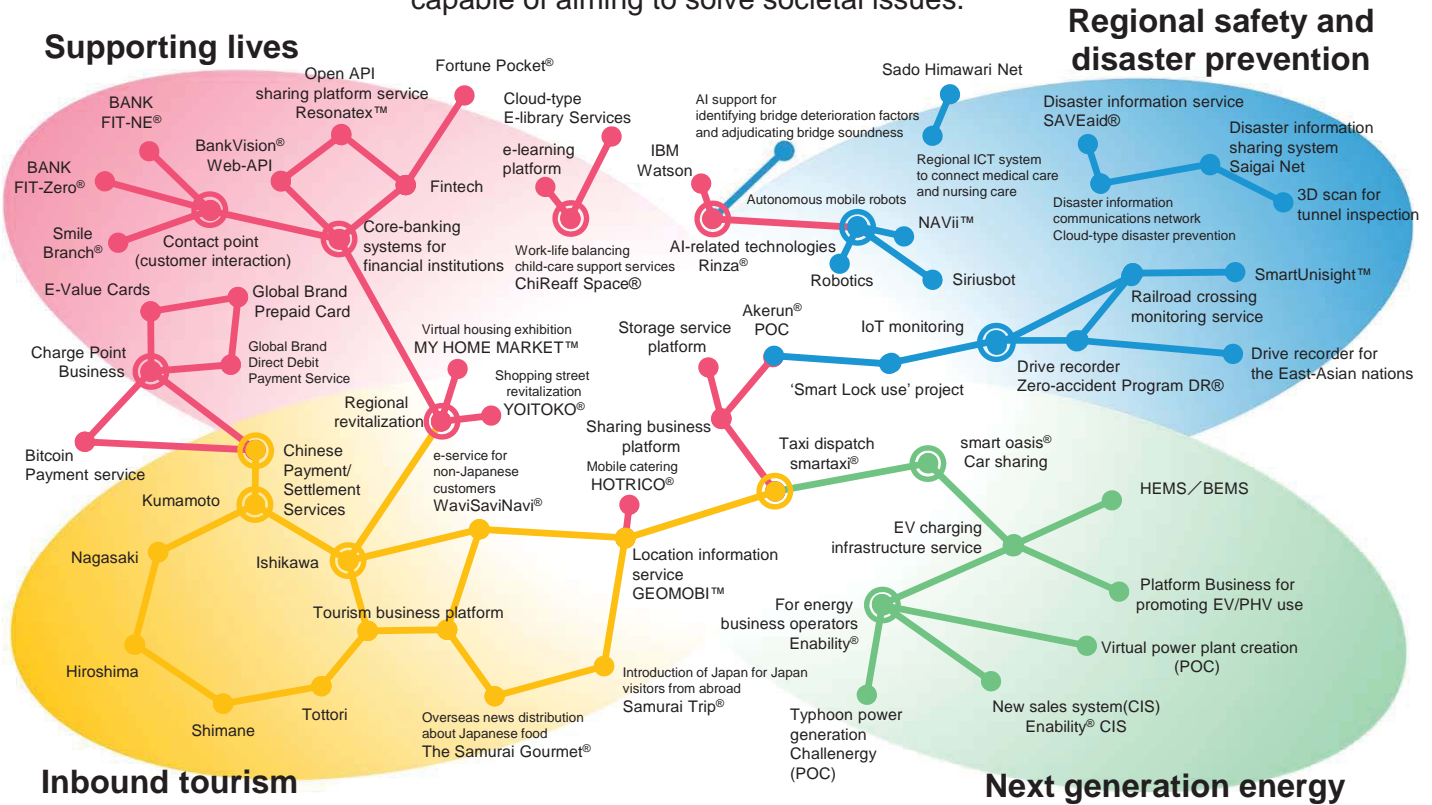 capable of aiming to solve societal issues.
Supporting lives
Regional safety and
disaster prevention
BANK
FIT-NE®
BANK
FIT-Zero®
Smile
Branch®
Contact point
(customer interaction)
Open API
sharing platform service
Resonatex™
BankVision®
Web-API
Fortune Pocket®
Fintech
Core-banking
systems for
financial institutions
Cloud-type
E-library Services
e-learning
platform
Work-life balancing
child-care support services
ChiReaff Space®
IBM
Watson
AI support for
identifying bridge deterioration factors
and adjudicating bridge soundness
AI-related technologies
Rinza®
Autonomous mobile robots
NAVii™
Robotics
Siriusbot
Sado Himawari Net
Regional ICT system
to connect medical care
and nursing care
Disaster information service
SAVEaid®
Disaster information
sharing system
Saigai Net
Disaster information
communications network
Cloud-type disaster prevention
3D scan for
tunnel inspection
E-Value Cards
Global Brand
Prepaid Card
Charge Point
Business
Global Brand
Direct Debit
Payment Service
Bitcoin
Payment service
Virtual housing exhibition
MY HOME MARKET™
Shopping street
revitalization
YOITOKO®
Regional
revitalization
Storage service
platform
Akerun®
POC
IoT monitoring
'Smart Lock use' project
SmartUnisight™
Railroad crossing
monitoring service
Drive recorder
Zero-accident Program DR®
Drive recorder for
the East-Asian nations
Sharing business
platform
Mobile catering
HOTRICO®
Taxi dispatch
smartaxi®
smart oasis®
Car sharing
Chinese
Payment/
Settlement
Services
Kumamoto
Nagasaki
Hiroshima
Shimane
Tottori
Ishikawa
e-service for
non-Japanese
customers
WaviSaviNavi®
Tourism business platform
Location information
service
GEOMOBI™
Overseas news distribution
about Japanese food
The Samurai Gourmet®
Introduction of Japan for Japan
visitors from abroad
Samurai Trip®
HEMS／BEMS
EV charging
infrastructure service
Platform Business for
promoting EV/PHV use
For energy
business operators
Enability®
Virtual power plant creation
(POC)
New sales system(CIS)
Enability® CIS
Typhoon power
generation
Challenergy
(POC)
Inbound tourism
Next generation energy